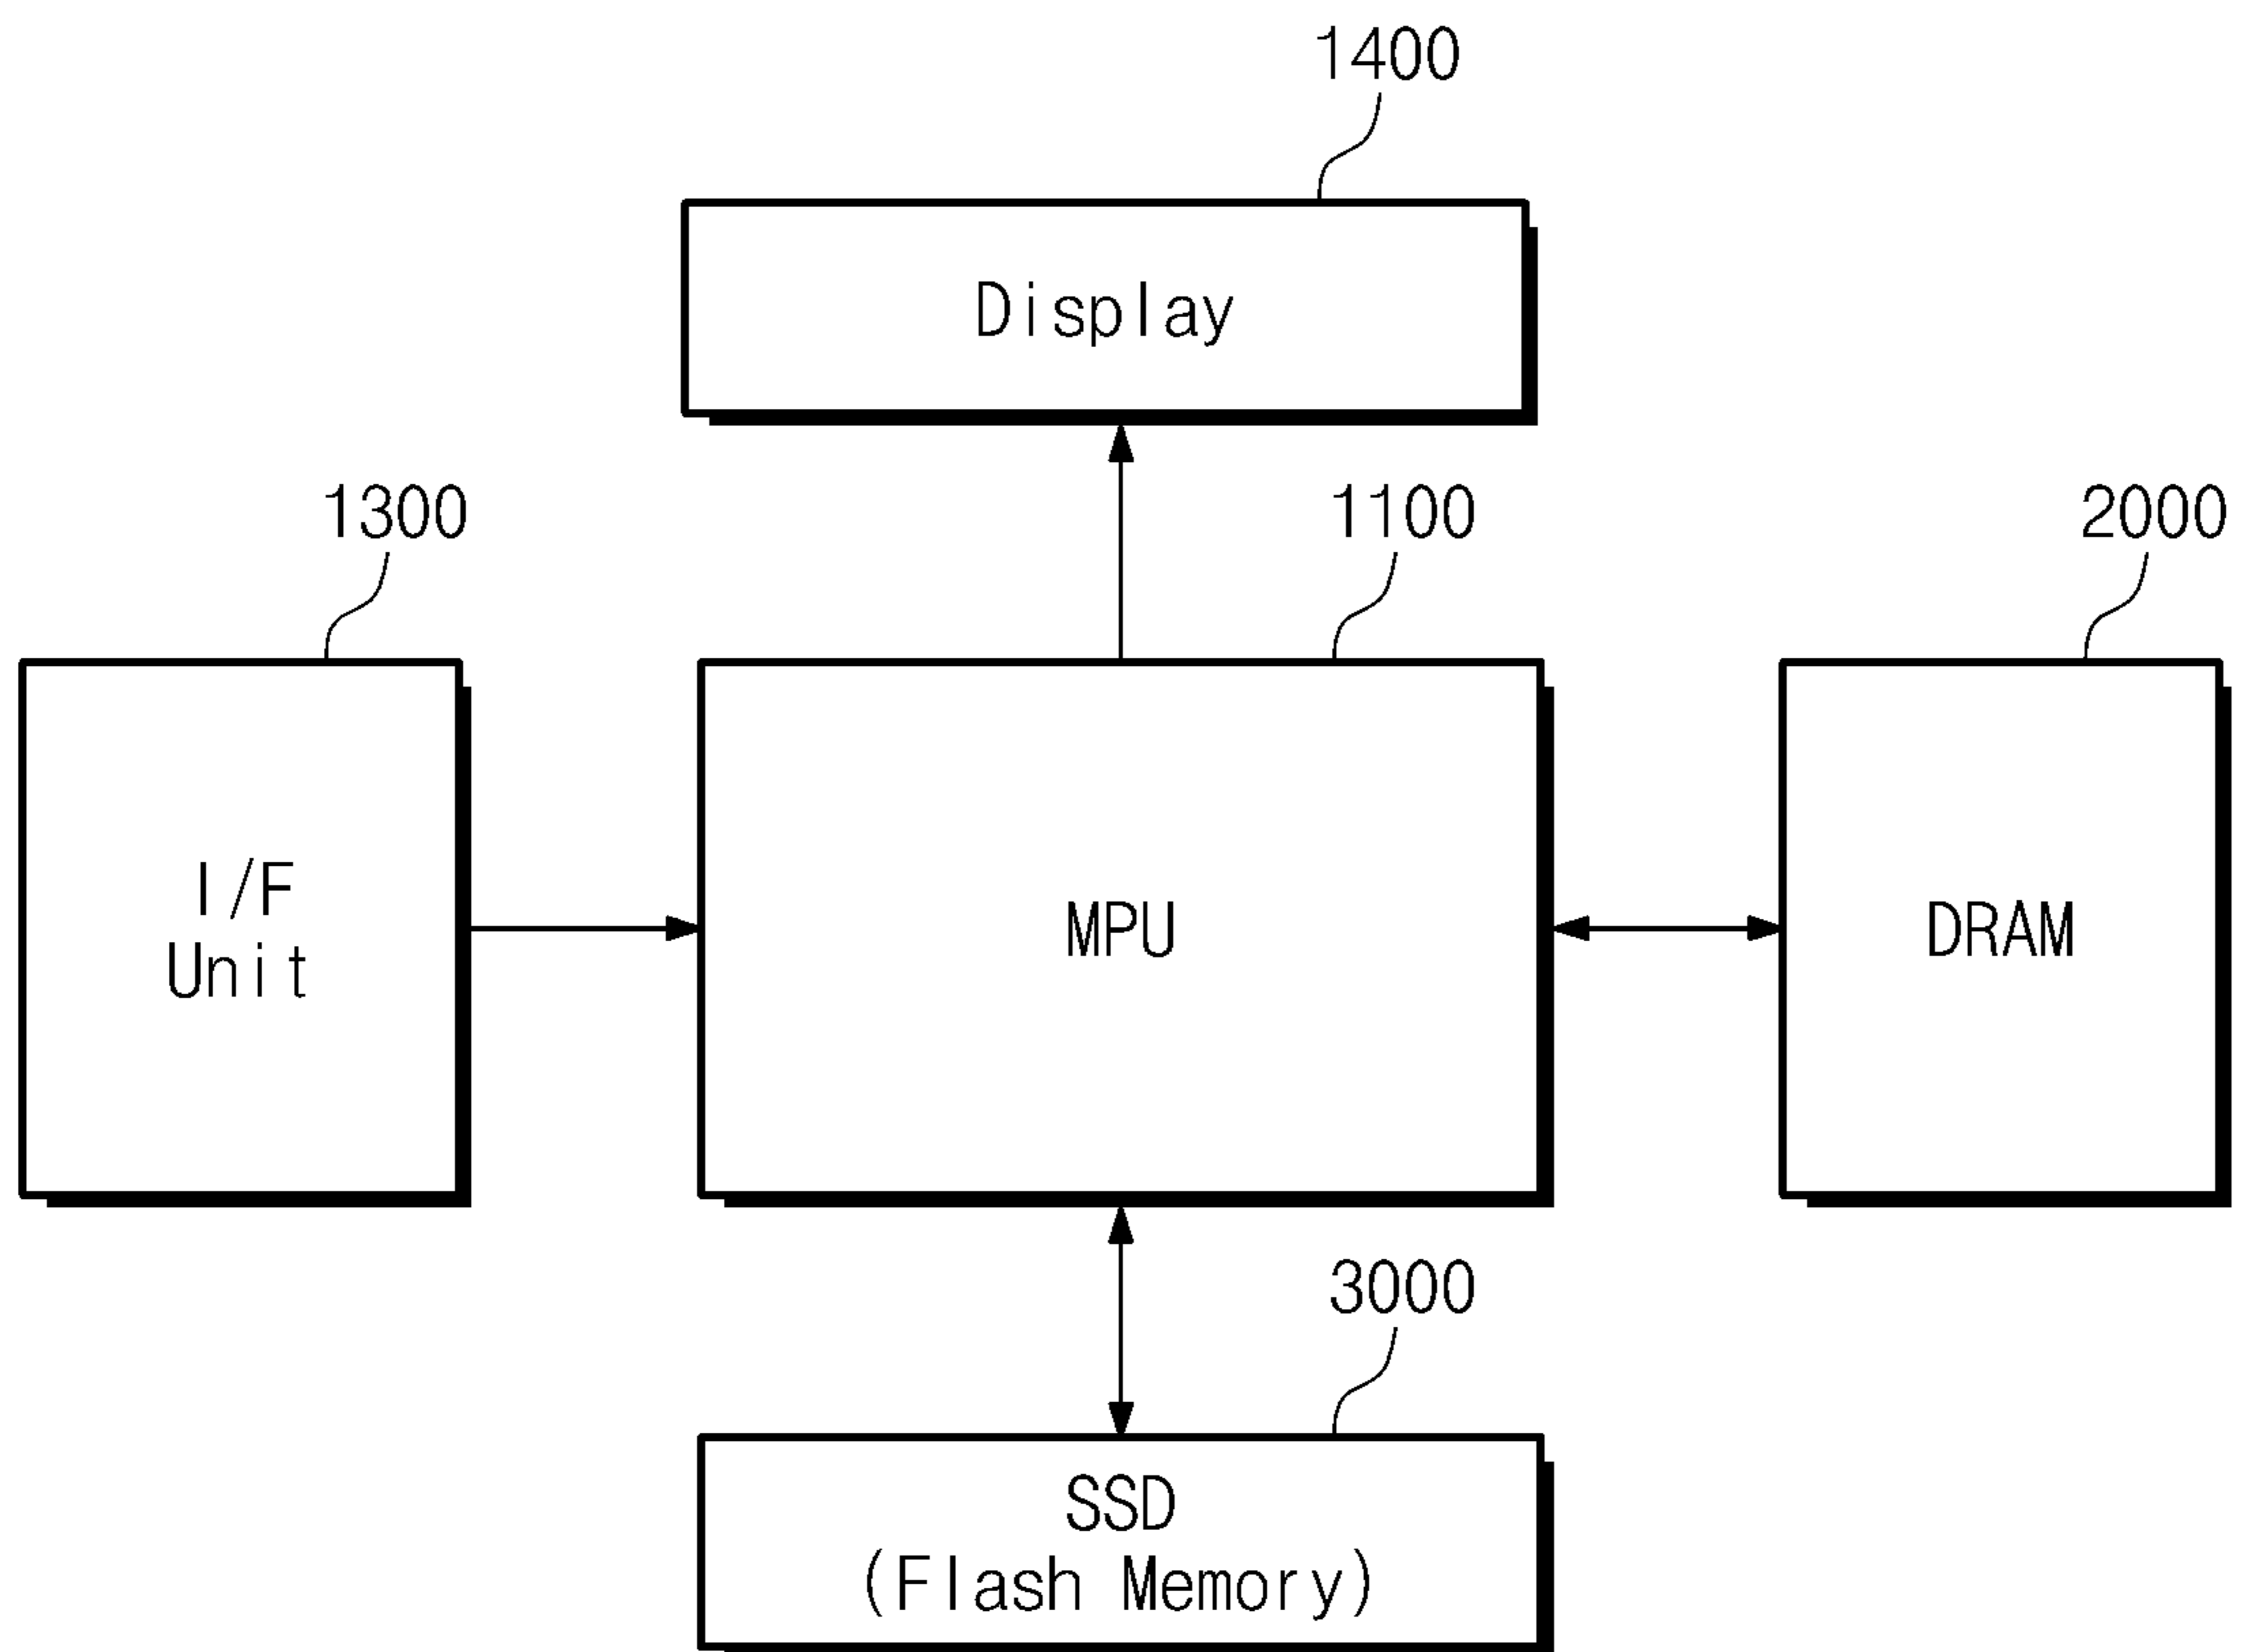 1400
Display
1300
1100
2000
I/F
Unit
MPU
DRAM
3000
SSD
(Flash Memory)